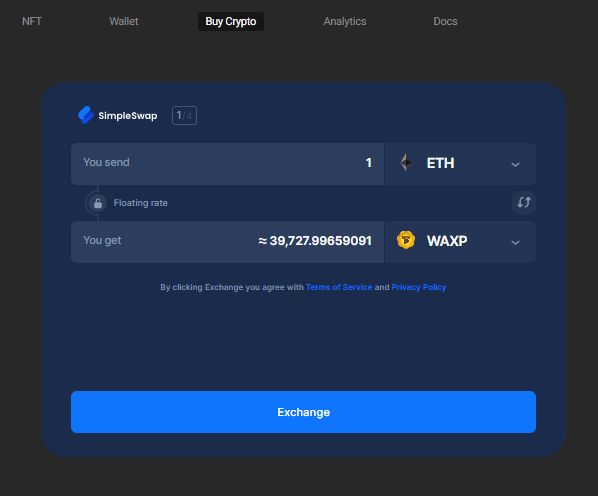 NFT Wallet Buy Crypto Analytics Docs
SimpleSwap 1/4
You send 1 ETH
Floating rate
You get ≈ 39,727.99659091 WAXP
By clicking Exchange you agree with Terms of Service and Privacy Policy
Exchange